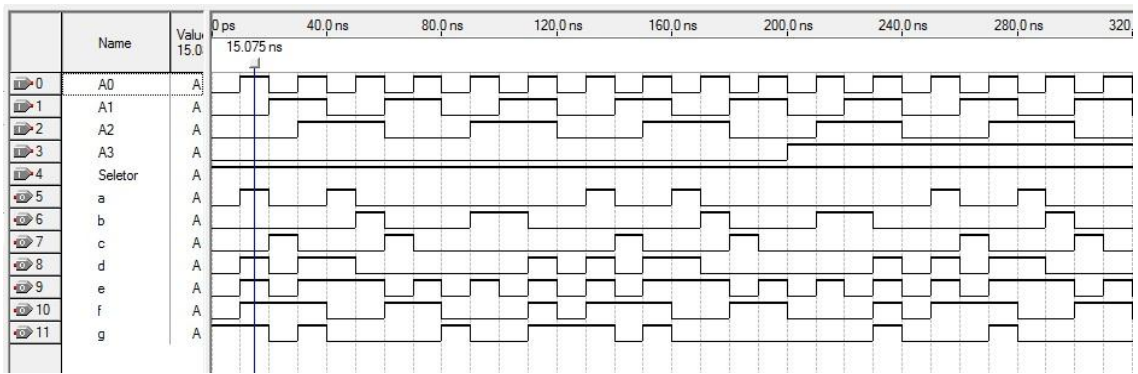 Name
Value
15.0
0 ps
40.0 ns
80.0 ns
120.0 ns
160.0 ns
200.0 ns
240.0 ns
280.0 ns
320.
15.075 ns
0 A0 A
1 A1 A
2 A2 A
3 A3 A
4 Seletor A
5 a A
6 b A
7 c A
8 d A
9 e A
10 f A
11 g A